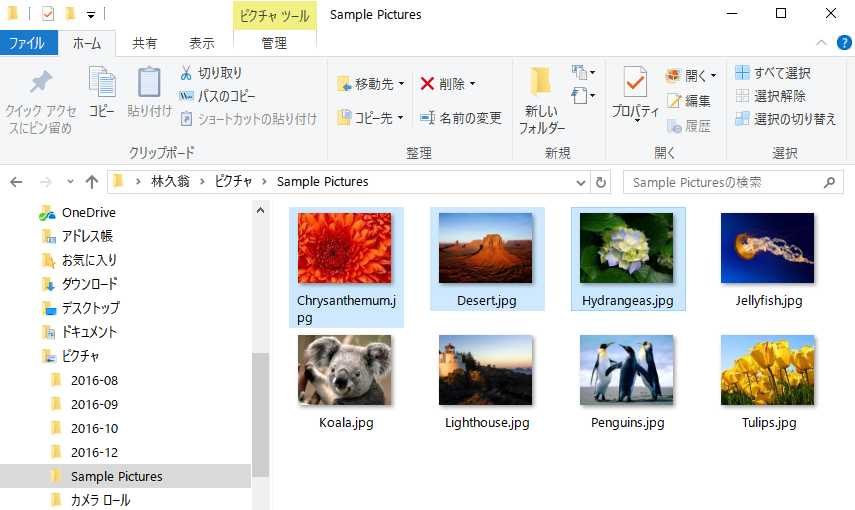 ピクチャ ツール
Sample Pictures
ファイル
ホーム
共有
表示
管理
クイック アクセ
スにピン留め
コピー
貼り付け
切り取り
パスのコピー
ショートカットの貼り付け
クリップボード
移動先
コピー先
削除
名前の変更
整理
新しい
フォルダー
新規
プロパティ
開く
編集
履歴
開く
すべて選択
選択解除
選択の切り替え
選択
林久翁 › ピクチャ › Sample Pictures
Sample Picturesの検索
OneDrive
アドレス帳
お気に入り
ダウンロード
デスクトップ
ドキュメント
ピクチャ
2016-08
2016-09
2016-10
2016-12
Sample Pictures
カメラ ロール
Chrysanthemum.j
pg
Desert.jpg
Hydrangeas.jpg
Jellyfish.jpg
Koala.jpg
Lighthouse.jpg
Penguins.jpg
Tulips.jpg